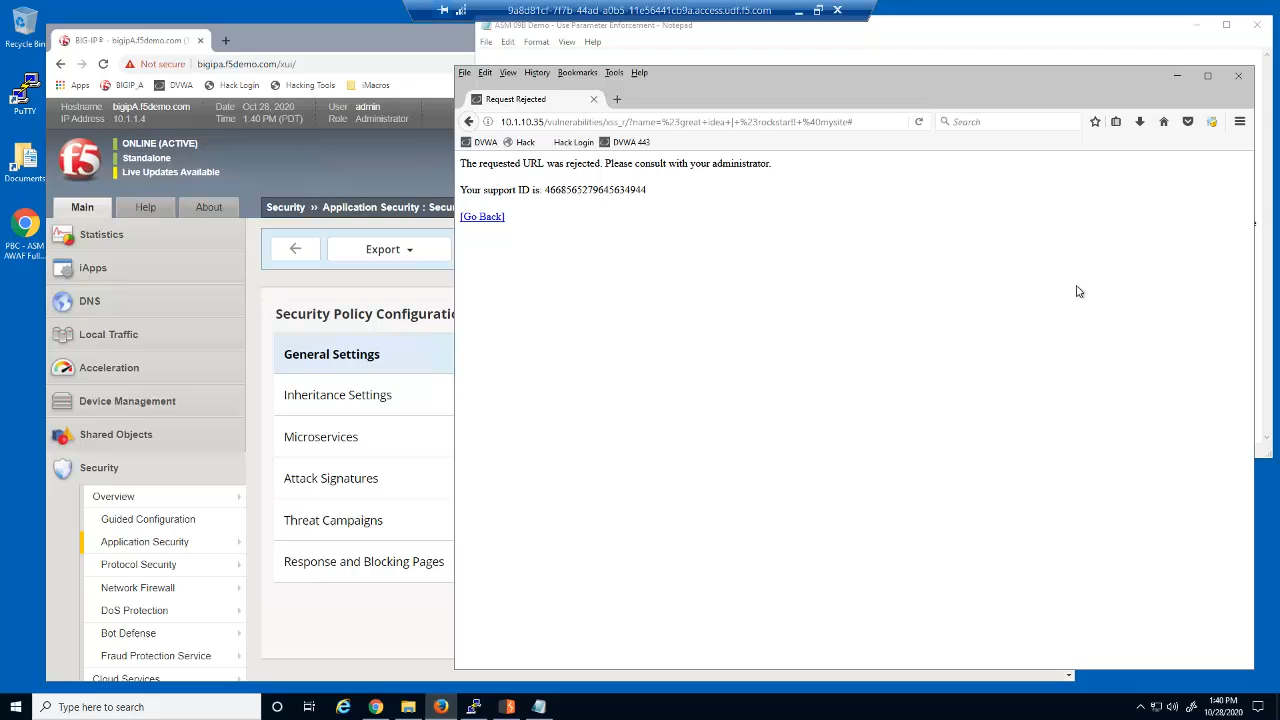 9a8d81cf-7f7b-44ad-a0b5-11e56441cb9a.access.udf.f5.com
Recycle Bin
PuTTY
Documents
PBC - ASM
AWAF Full...
BIG-IP® - bigipA.f5demo.com (1
Not secure
bigipa.f5demo.com/xui/
Apps
BIGIP_A
DVWA
Hack Login
Hacking Tools
iMacros
Hostname bigipA.f5demo.com
Date Oct 28, 2020
User admin
IP Address 10.1.1.4
Time 1:40 PM (PDT)
Role Administrator
f5
ONLINE (ACTIVE)
Standalone
Live Updates Available
Main
Help
About
Security ›› Application Security : Secu
Statistics
iApps
DNS
Local Traffic
Acceleration
Device Management
Shared Objects
Security
Overview
Guided Configuration
Application Security
Protocol Security
Network Firewall
DoS Protection
Bot Defense
Fraud Protection Service
Cloud Services
Export
Security Policy Configuratio
General Settings
Inheritance Settings
Microservices
Attack Signatures
Threat Campaigns
Response and Blocking Pages
ASM 09B Demo - Use Parameter Enforcement - Notepad
File Edit Format View Help
File Edit View History Bookmarks Tools Help
Request Rejected
10.1.10.35/vulnerabilities/xss_r/?name=%23great+idea+|+%23rockstar!!+%40mysite#
Search
DVWA
Hack
Hack Login
DVWA 443
The requested URL was rejected. Please consult with your administrator.
Your support ID is: 4668565279645634944
[Go Back]
Type here to search
1:40 PM
10/28/2020